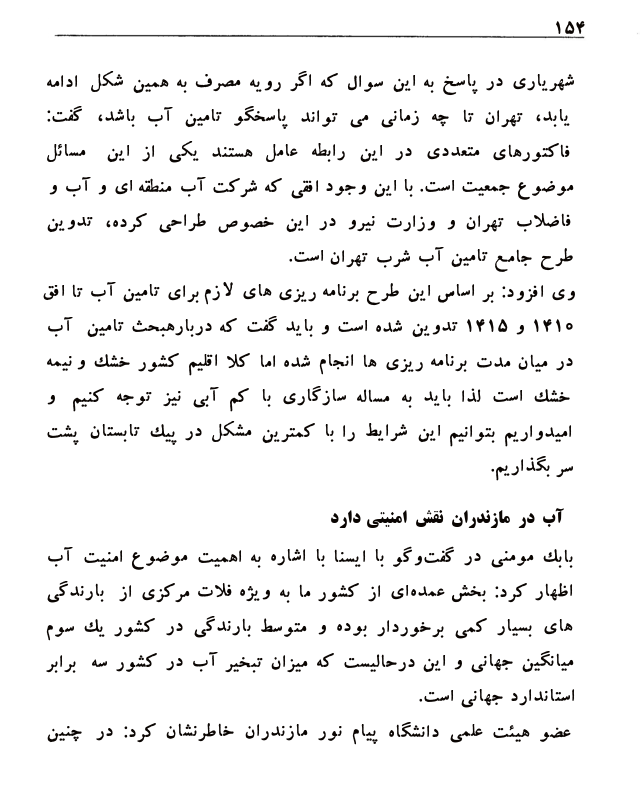 ۱۵۴
شهریاری در پاسخ به این سوال که اگر رویه مصرف به همین شکل ادامه
یابد، تهران تا چه زمانی می تواند پاسخگو تامین آب باشد، گفت:
فاکتورهای متعددی در این رابطه عامل هستند یکی از این مسائل
موضوع جمعیت است. با این وجود افقی که شرکت آب منطقه ای و آب و
فاضلاب تهران و وزارت نیرو در این خصوص طراحی کرده، تدوین
طرح جامع تامین آب شرب تهران است.
وی افزود: بر اساس این طرح برنامه ریزی های لازم برای تامین آب تا افق
۱۴۱۰ و ۱۴۱۵ تدوین شده است و باید گفت که دربارهبحث تامین آب
در میان مدت برنامه ریزی ها انجام شده اما کلا اقلیم کشور خشك و نیمه
خشك است لذا باید به مساله سازگاری با کم آبی نیز توجه کنیم و
امیدواریم بتوانیم این شرایط را با کمترین مشکل در پیك تابستان پشت
سر بگذاریم.
آب در مازندران نقش امنیتی دارد
بابك مومنی در گفت‌وگو با ایسنا با اشاره به اهمیت موضوع امنیت آب
اظهار کرد: بخش عمده‌ای از کشور ما به ویژه فلات مرکزی از بارندگی
های بسیار کمی برخوردار بوده و متوسط بارندگی در کشور یك سوم
میانگین جهانی و این درحالیست که میزان تبخیر آب در کشور سه برابر
استاندارد جهانی است.
عضو هیئت علمی دانشگاه پیام نور مازندران خاطرنشان کرد: در چنین